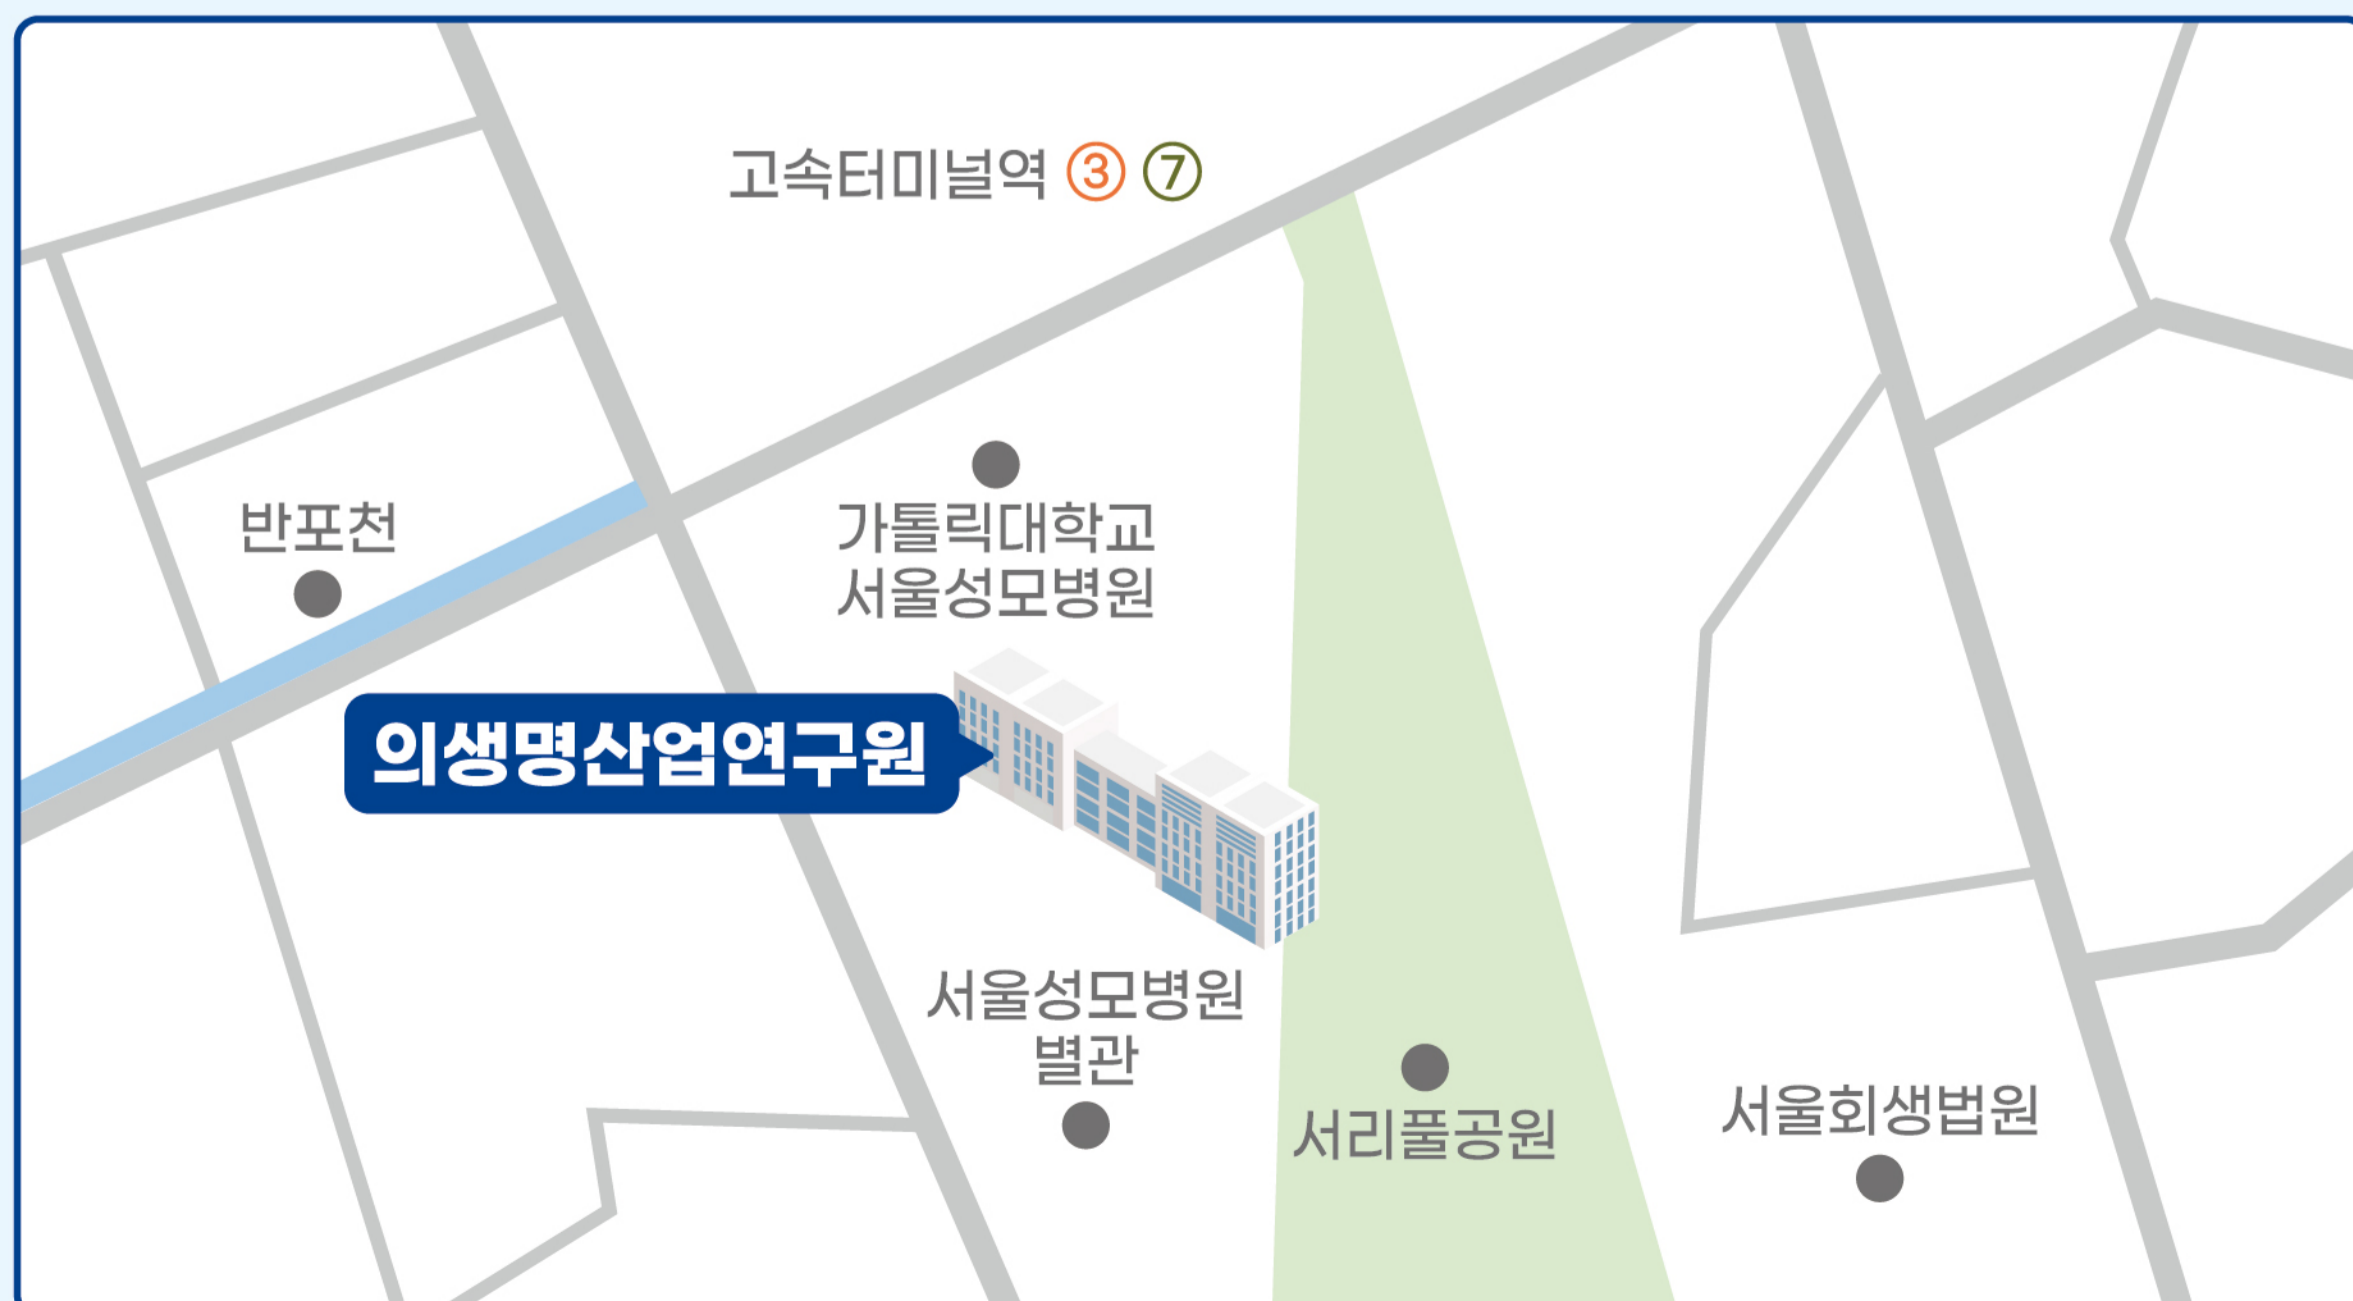 고속터미널역 ③ ⑦
반포천
가톨릭대학교
서울성모병원
의생명산업연구원
서울성모병원
별관
서리풀공원
서울회생법원